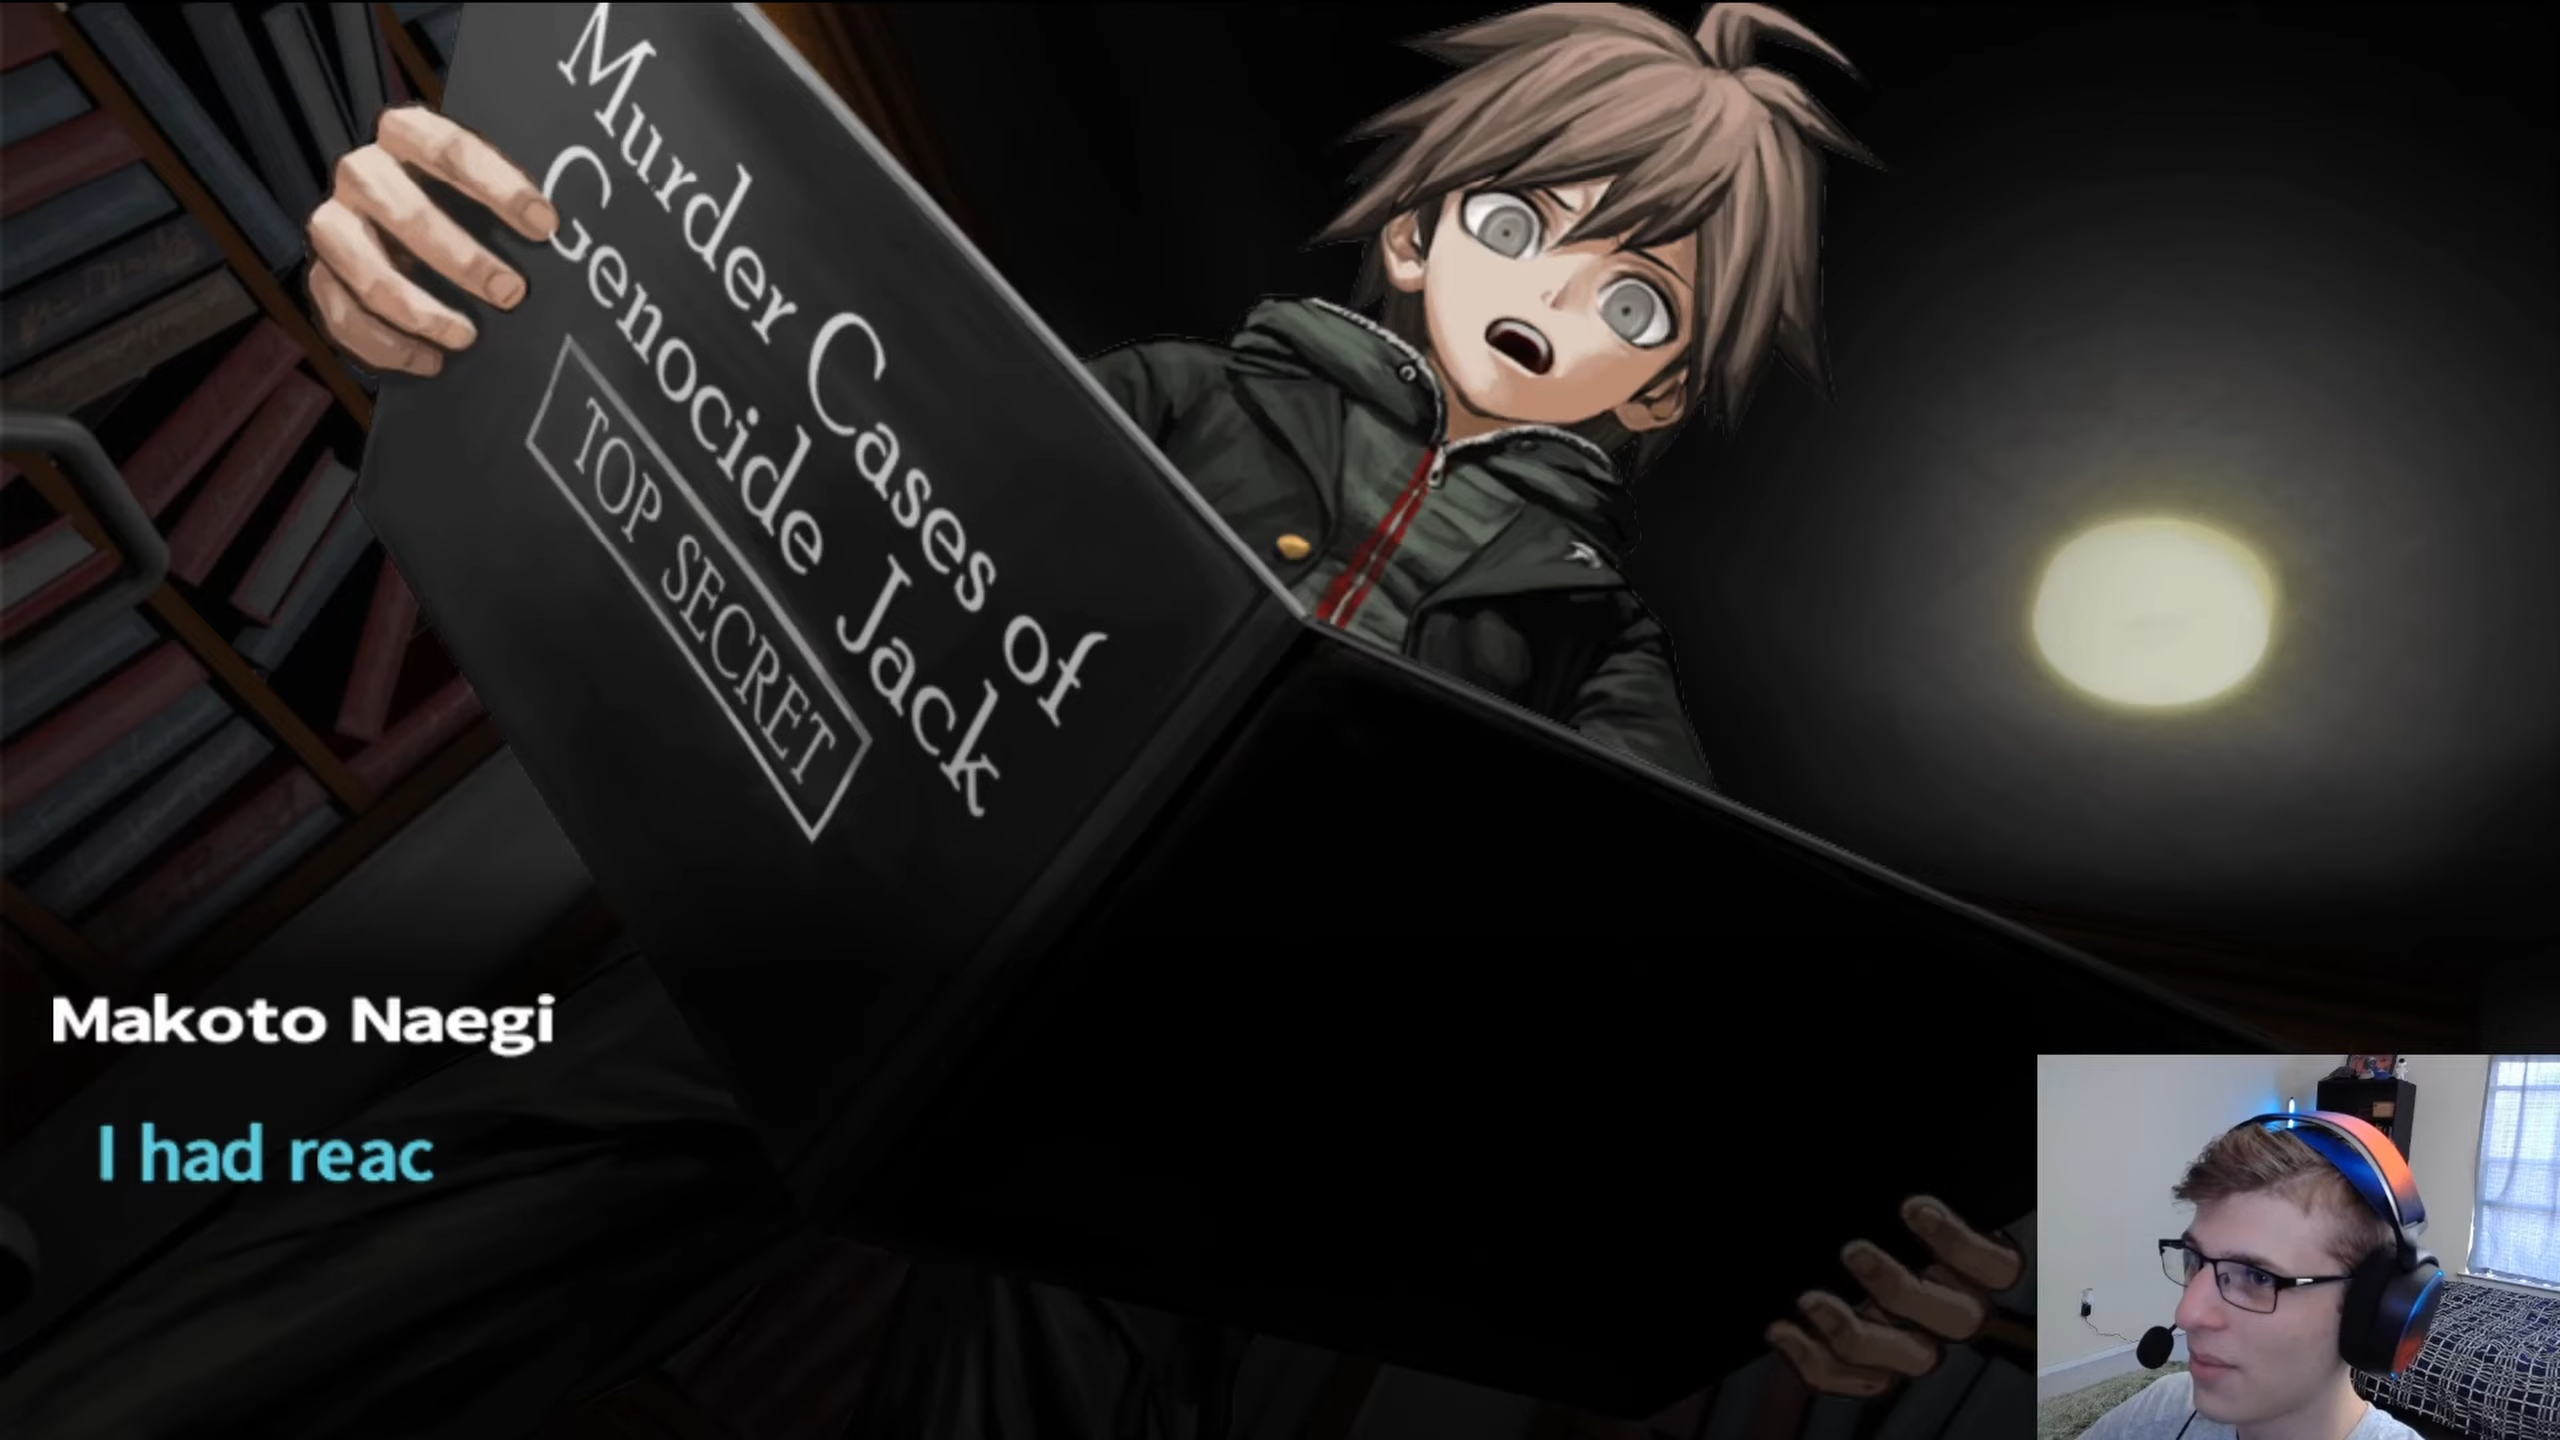 Murder Cases of
Genocide Jack
TOP SECRET
Makoto Naegi
I had reac